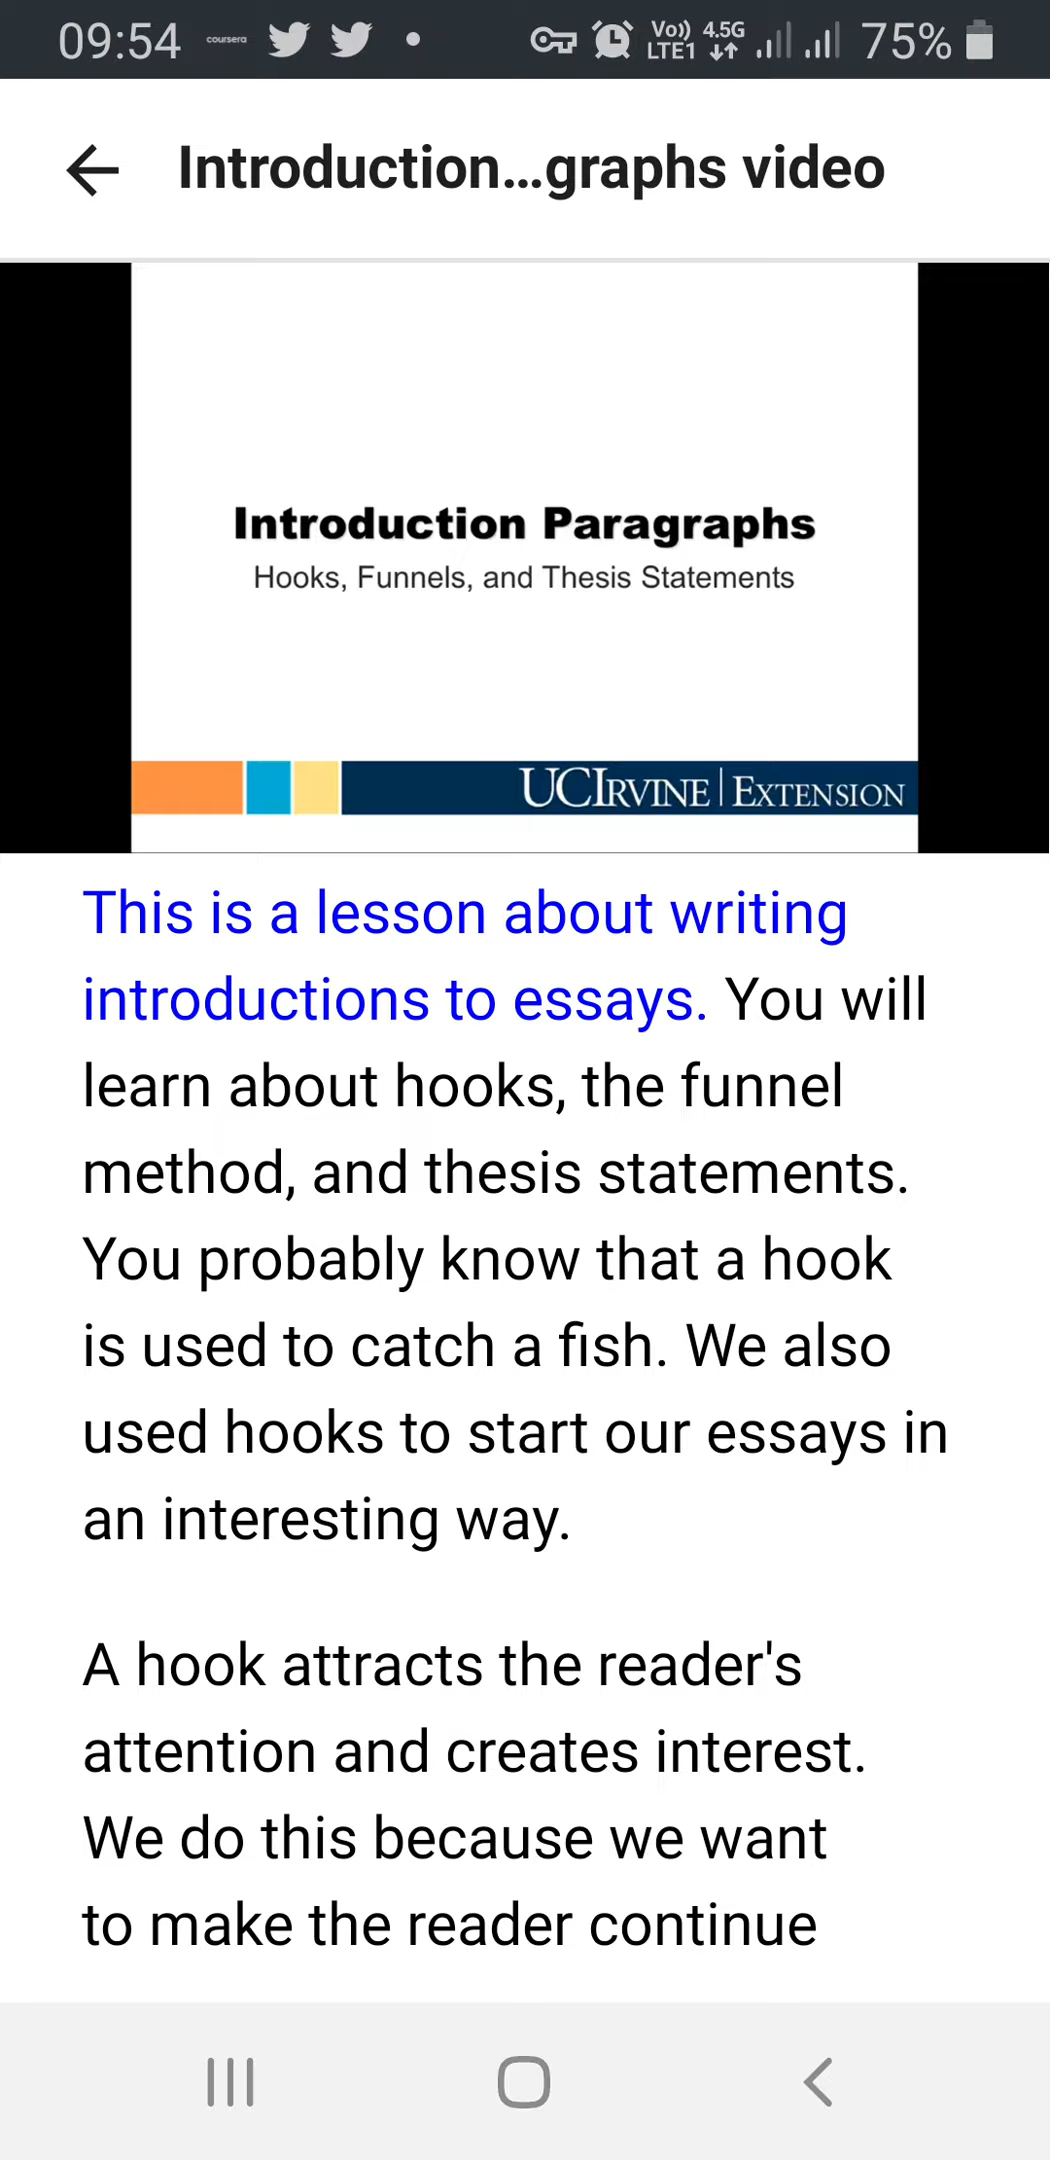 09:54 coursera Vo)) 4.5G LTE1 75%
Introduction...graphs video
Introduction Paragraphs
Hooks, Funnels, and Thesis Statements
UCIRVINE | EXTENSION
This is a lesson about writing
introductions to essays. You will
learn about hooks, the funnel
method, and thesis statements.
You probably know that a hook
is used to catch a fish. We also
used hooks to start our essays in
an interesting way.
A hook attracts the reader's
attention and creates interest.
We do this because we want
to make the reader continue